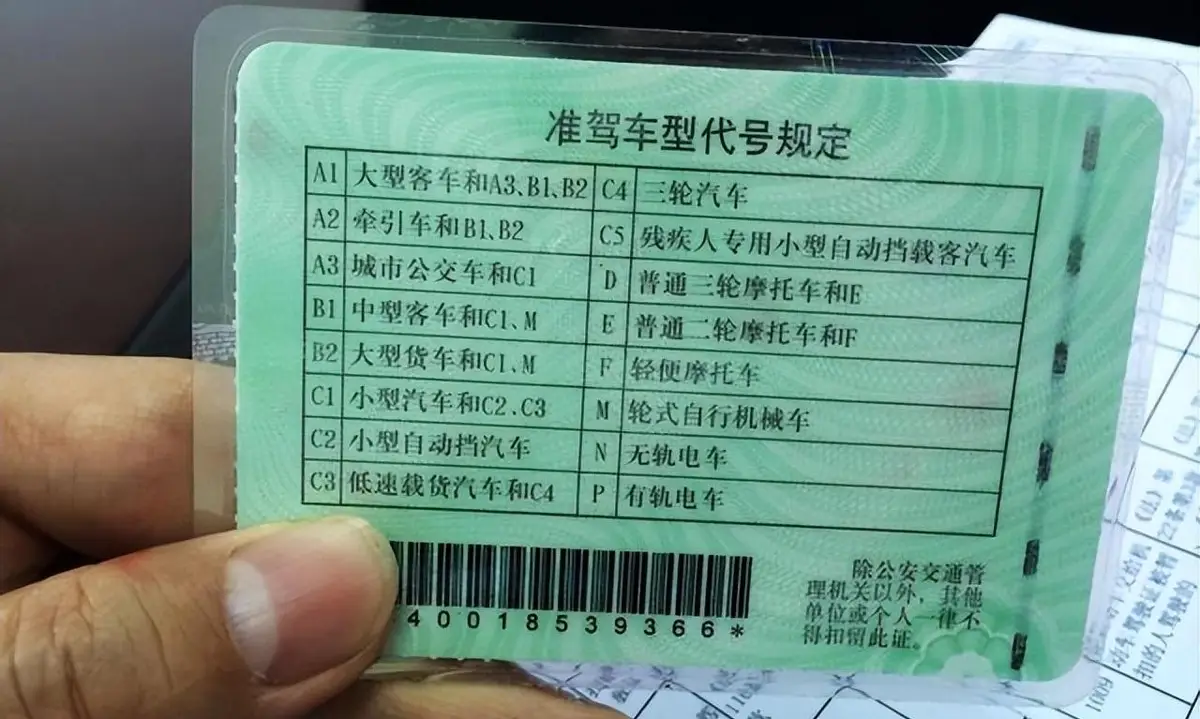 准驾车型代号规定
A1 大型客车和A3、B1、B2 C4 三轮汽车
A2 牵引车和B1、B2 C5 残疾人专用小型自动挡载客汽车
A3 城市公交车和C1 D 普通三轮摩托车和E
B1 中型客车和C1、M E 普通二轮摩托车和F
B2 大型货车和C1、M F 轻便摩托车
C1 小型汽车和C2、C3 M 轮式自行机械车
C2 小型自动挡汽车 N 无轨电车
C3 低速载货汽车和C4 P 有轨电车
40018539366*
除公安交通管
理机关以外，其他
单位或个人一律不
得扣留此证。